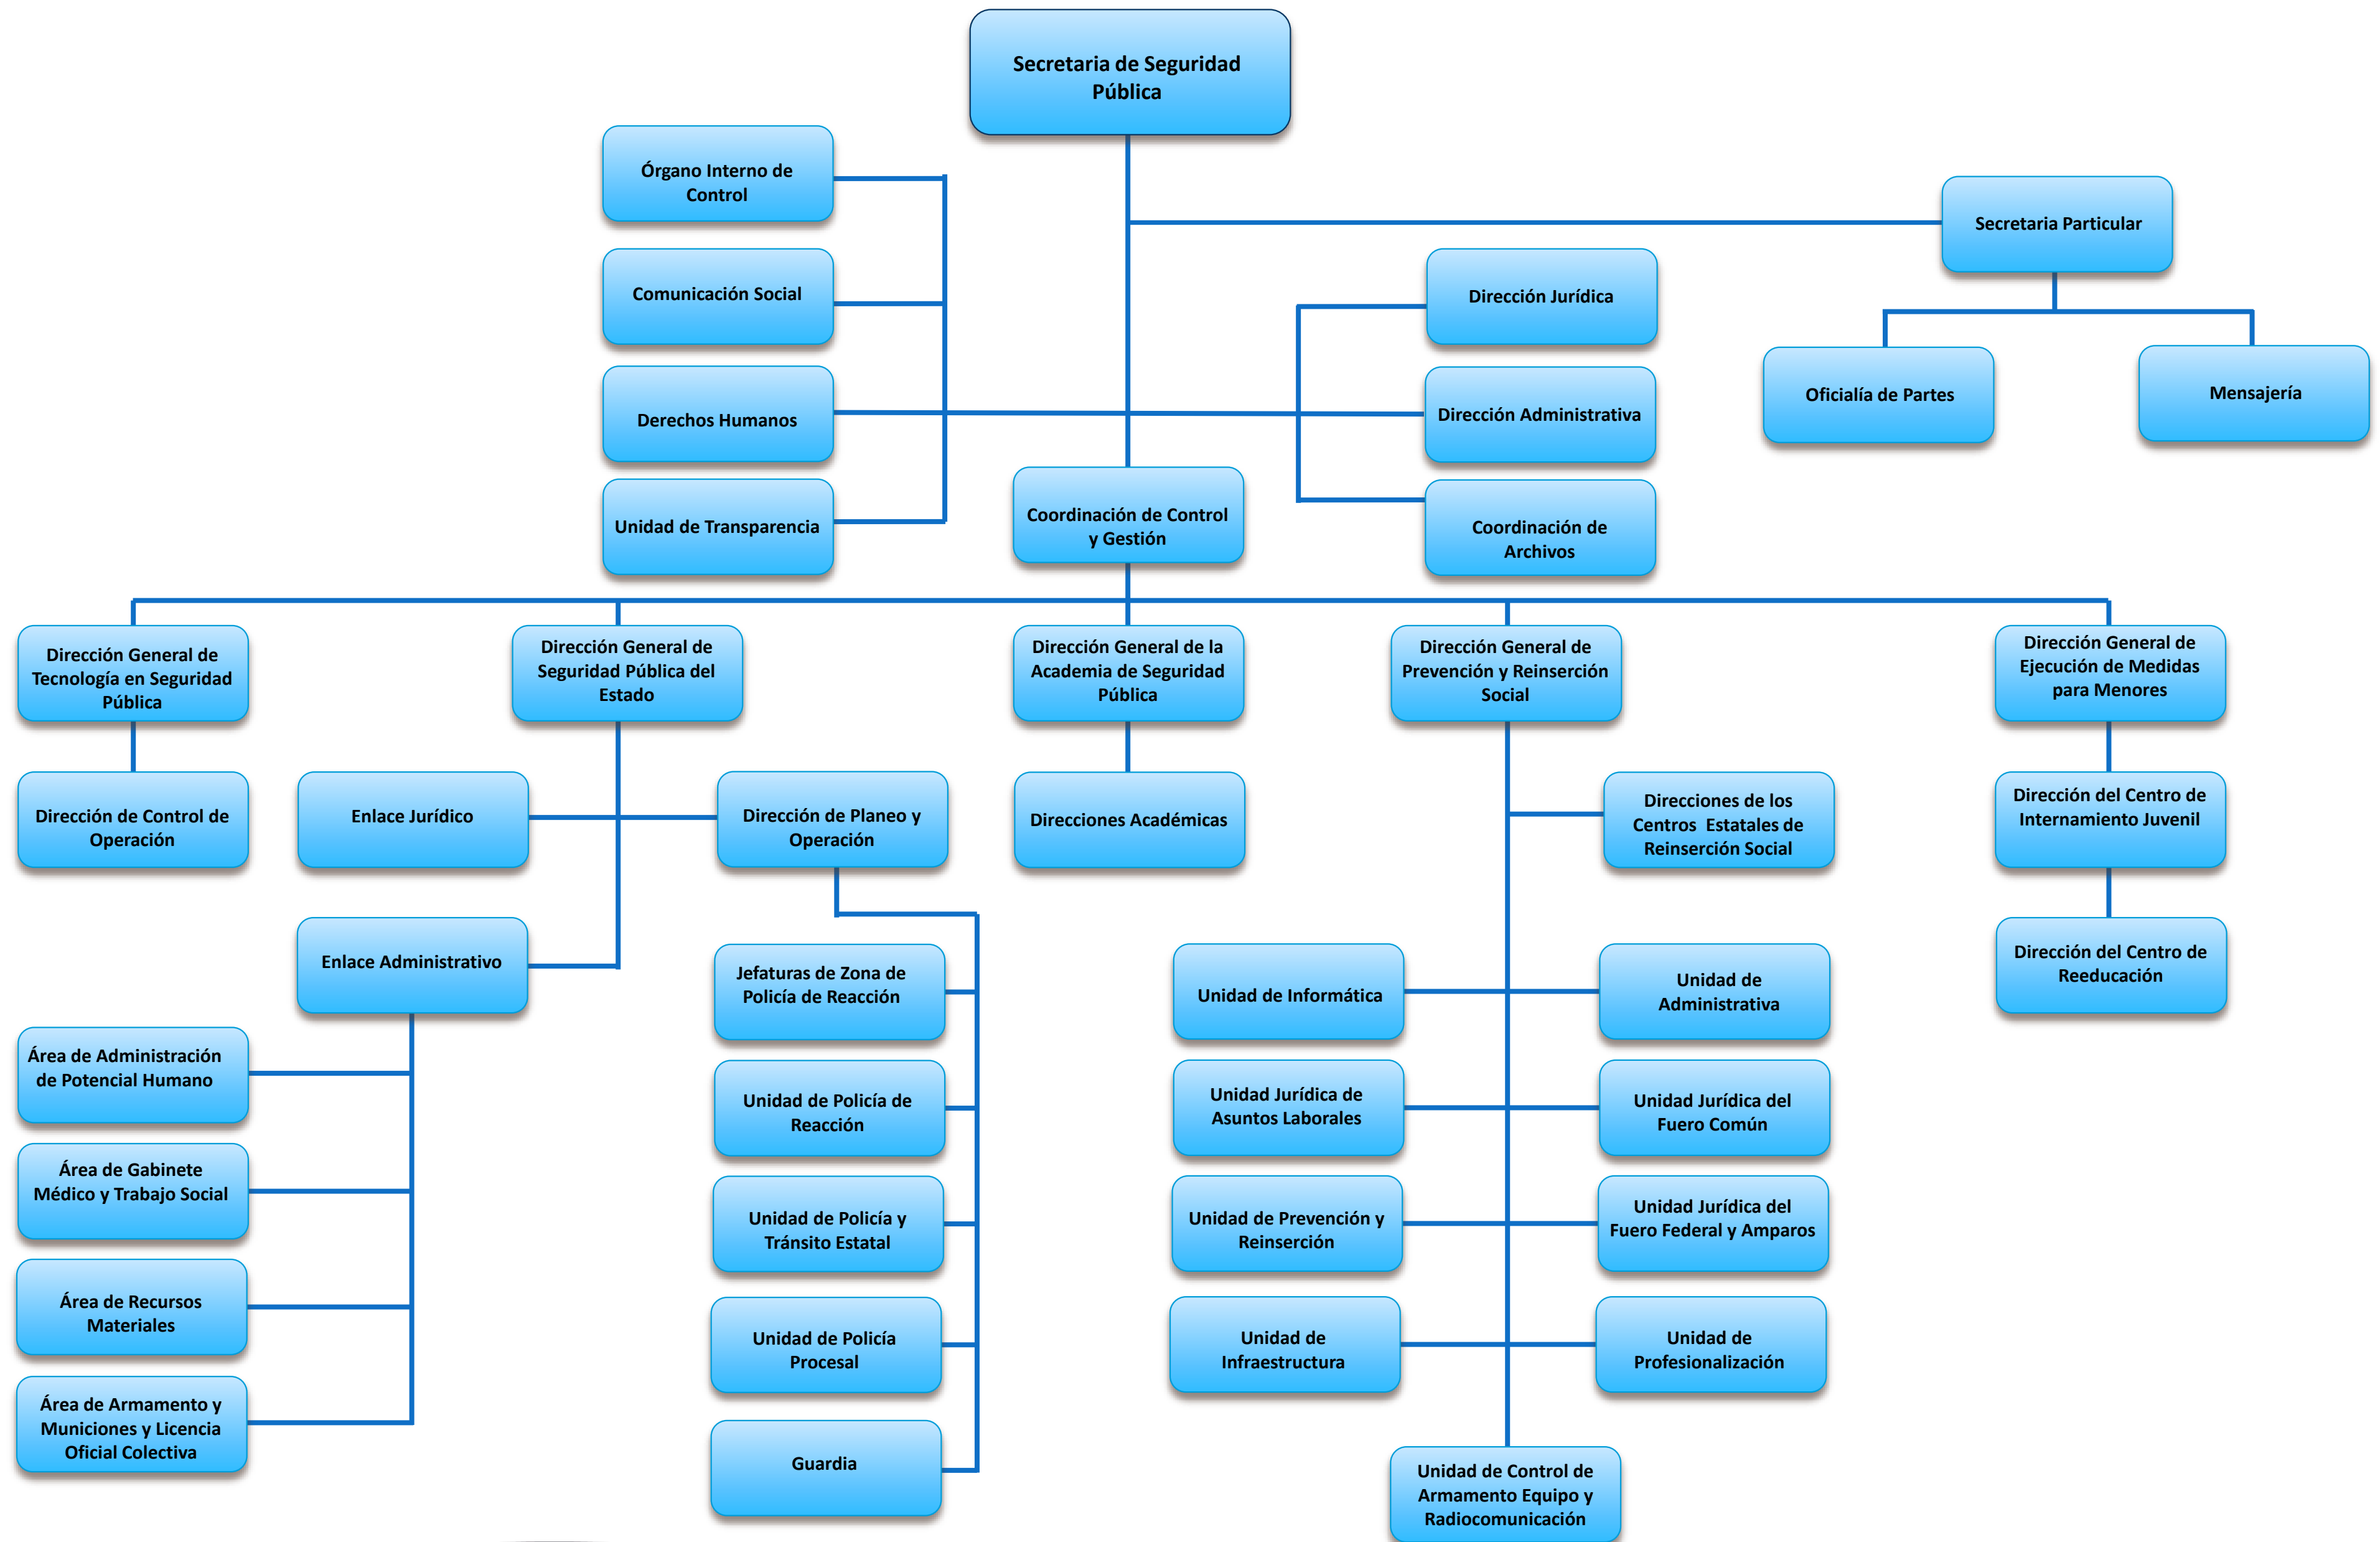 Secretaria de Seguridad
Pública
Órgano Interno de
Control
Secretaria Particular
Comunicación Social
Dirección Jurídica
Oficialía de Partes
Mensajería
Derechos Humanos
Dirección Administrativa
Unidad de Transparencia
Coordinación de Control
y Gestión
Coordinación de
Archivos
Dirección General de
Tecnología en Seguridad
Pública
Dirección General de
Seguridad Pública del
Estado
Dirección General de la
Academia de Seguridad
Pública
Dirección General de
Prevención y Reinserción
Social
Dirección General de
Ejecución de Medidas
para Menores
Dirección de Control de
Operación
Enlace Jurídico
Dirección de Planeo y
Operación
Direcciones Académicas
Direcciones de los
Centros  Estatales de
Reinserción Social
Dirección del Centro de
Internamiento Juvenil
Enlace Administrativo
Jefaturas de Zona de
Policía de Reacción
Unidad de Informática
Unidad de
Administrativa
Dirección del Centro de
Reeducación
Área de Administración
de Potencial Humano
Unidad de Policía de
Reacción
Unidad Jurídica de
Asuntos Laborales
Unidad Jurídica del
Fuero Común
Área de Gabinete
Médico y Trabajo Social
Unidad de Policía y
Tránsito Estatal
Unidad de Prevención y
Reinserción
Unidad Jurídica del
Fuero Federal y Amparos
Área de Recursos
Materiales
Unidad de Policía
Procesal
Unidad de
Infraestructura
Unidad de
Profesionalización
Área de Armamento y
Municiones y Licencia
Oficial Colectiva
Guardia
Unidad de Control de
Armamento Equipo y
Radiocomunicación